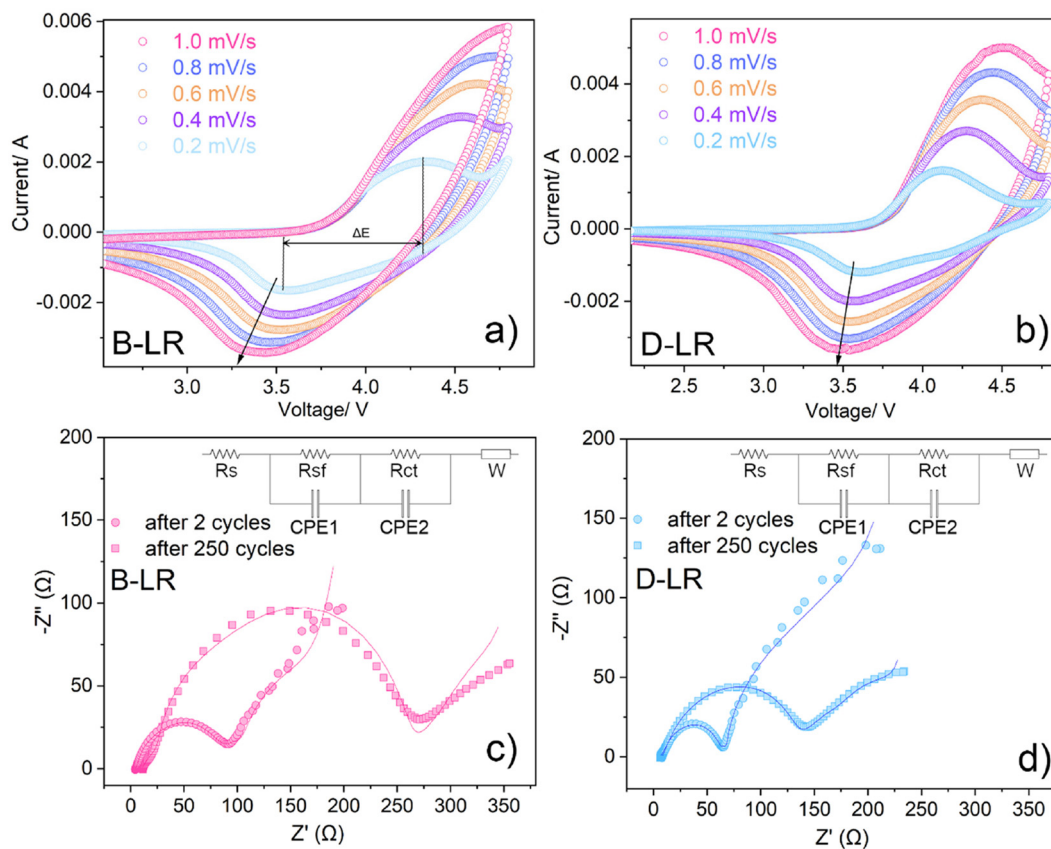 0.006
0.004
0.002
0.000
-0.002
Current/ A
1.0 mV/s
0.8 mV/s
0.6 mV/s
0.4 mV/s
0.2 mV/s
ΔE
a)
B-LR
3.0 3.5 4.0 4.5
Voltage/ V
0.004
0.002
0.000
-0.002
Current/ A
1.0 mV/s
0.8 mV/s
0.6 mV/s
0.4 mV/s
0.2 mV/s
b)
D-LR
2.5 3.0 3.5 4.0 4.5
Voltage/ V
200
150
100
50
0
-Z'' (Ω)
Rs Rsf Rct W
CPE1 CPE2
after 2 cycles
after 250 cycles
B-LR
c)
0 50 100 150 200 250 300 350
Z' (Ω)
200
150
100
50
0
-Z'' (Ω)
Rs Rsf Rct W
CPE1 CPE2
after 2 cycles
after 250 cycles
D-LR
d)
0 50 100 150 200 250 300 350
Z' (Ω)